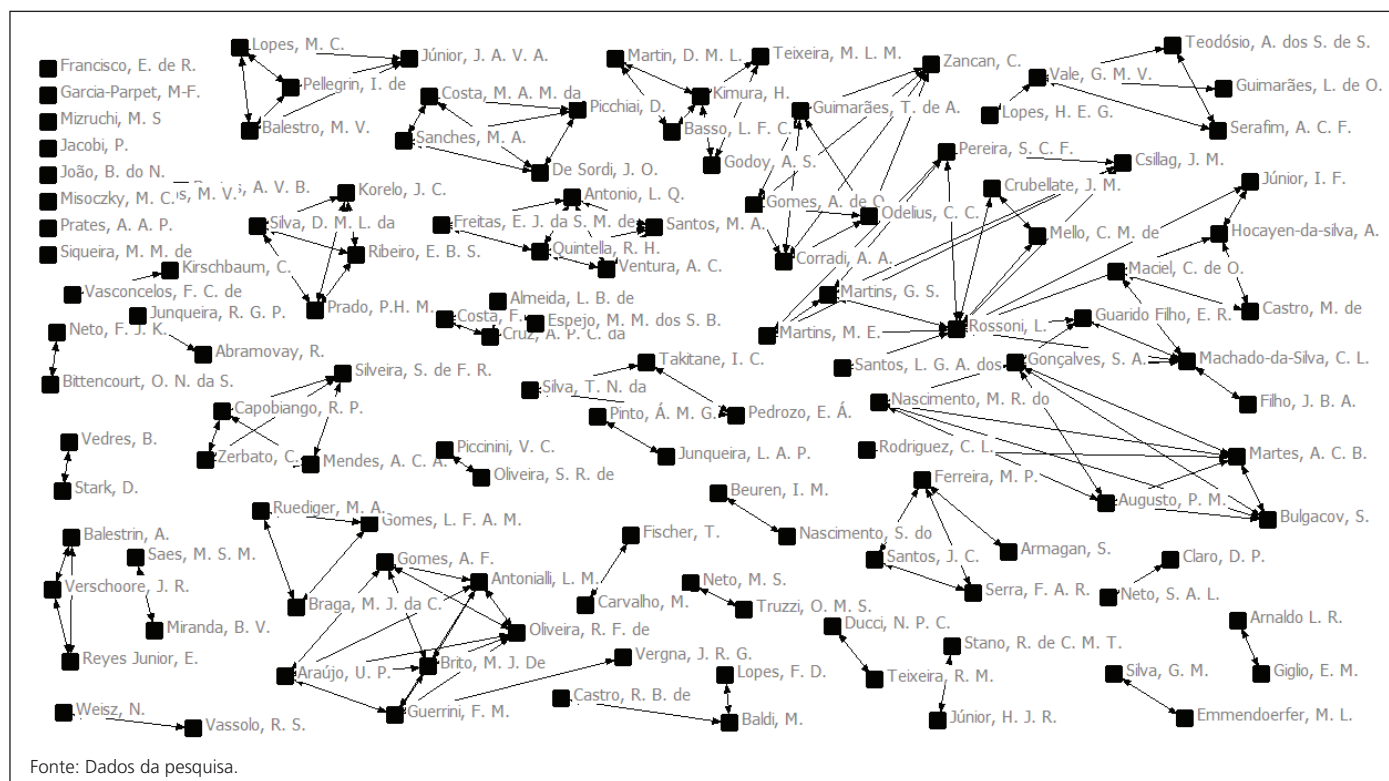 Francisco, E. de R.
Garcia-Parpet, M-F.
Mizruchi, M. S
Jacobi, P.
João, B. do N.
Misoczky, M. C.
Prates, A. A. P.
Siqueira, M. M. de
Lopes, M. C.
Júnior, J. A. V. A.
Pellegrin, I. de
Balestro, M. V.
Costa, M. A. M. da
Picchiai, D.
Sanches, M. A.
De Sordi, J. O.
Martin, D. M. L.
Teixeira, M. L. M.
Kimura, H.
Basso, L. F. C.
Godoy, A. S.
Zancan, C.
Guimarães, T. de A.
Gomes, A. de O.
Odelius, C. C.
Corradi, A. A.
Teodósio, A. dos S. de S.
Vale, G. M. V.
Guimarães, L. de O.
Lopes, H. E. G.
Serafim, A. C. F.
s, M. V.
A. V. B.
Korelo, J. C.
Silva, D. M. L. da
Ribeiro, E. B. S.
Prado, P.H. M.
Antonio, L. Q.
Freitas, E. J. da S. M. de
Santos, M. A.
Quintella, R. H.
Ventura, A. C.
Pereira, S. C. F.
Csillag, J. M.
Crubellate, J. M.
Júnior, I. F.
Mello, C. M. de
Hocayen-da-silva, A.
Maciel, C. de O.
Castro, M. de
Martins, G. S.
Martins, M. E.
Rossoni, L.
Guarido Filho, E. R.
Santos, L. G. A. dos
Gonçalves, S. A.
Machado-da-Silva, C. L.
Filho, J. B. A.
Nascimento, M. R. do
Rodriguez, C. L.
Martes, A. C. B.
Augusto, P. M.
Bulgacov, S.
Kirschbaum, C.
Vasconcelos, F. C. de
Junqueira, R. G. P.
Abramovay, R.
Neto, F. J. K.
Bittencourt, O. N. da S.
Almeida, L. B. de
Costa, F.
Espejo, M. M. dos S. B.
Cruz, A. P. C. da
Silveira, S. de F. R.
Capobiango, R. P.
Zerbato, C.
Mendes, A. C. A.
Takitane, I. C.
Silva, T. N. da
Pedrozo, E. Á.
Pinto, Á. M. G.
Junqueira, L. A. P.
Piccinini, V. C.
Oliveira, S. R. de
Vedres, B.
Stark, D.
Beuren, I. M.
Nascimento, S. do
Ferreira, M. P.
Santos, J. C.
Armagan, S.
Serra, F. A. R.
Claro, D. P.
Neto, S. A. L.
Ruediger, M. A.
Gomes, L. F. A. M.
Braga, M. J. da C.
Balestrin, A.
Verschoore, J. R.
Reyes Junior, E.
Saes, M. S. M.
Miranda, B. V.
Gomes, A. F.
Antonialli, L. M.
Oliveira, R. F. de
Araújo, U. P.
Brito, M. J. De
Guerrini, F. M.
Vergna, J. R. G.
Fischer, T.
Carvalho, M.
Neto, M. S.
Truzzi, O. M. S.
Ducci, N. P. C.
Teixeira, R. M.
Stano, R. de C. M. T.
Júnior, H. J. R.
Arnaldo L. R.
Giglio, E. M.
Silva, G. M.
Emmendoerfer, M. L.
Weisz, N.
Vassolo, R. S.
Castro, R. B. de
Lopes, F. D.
Baldi, M.
Fonte: Dados da pesquisa.